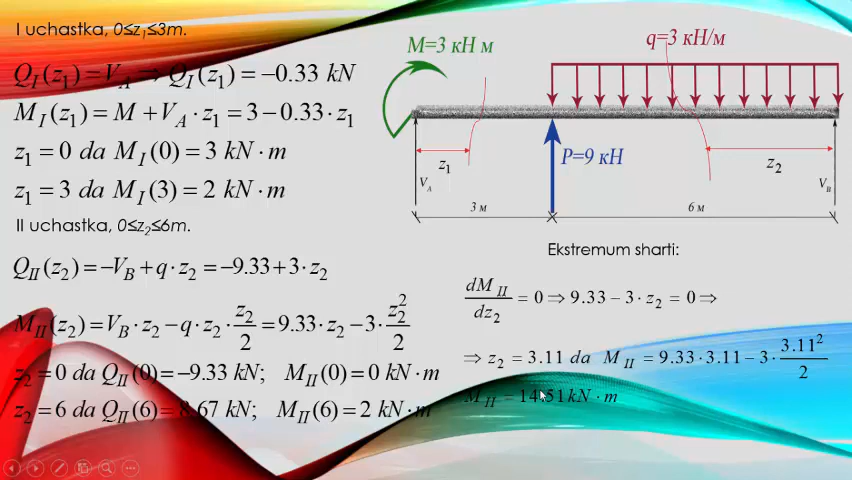 I uchastka, 0≤z₁≤3m.
Q_I(z₁)=V_A ⇒ Q_I(z₁)=−0.33 kN
M_I(z₁)=M+V_A·z₁=3−0.33·z₁
z₁=0 da M_I(0)=3 kN·m
z₁=3 da M_I(3)=2 kN·m
II uchastka, 0≤z₂≤6m.
Q_II(z₂)=−V_B+q·z₂=−9.33+3·z₂
M_II(z₂)=V_B·z₂−q·z₂·z₂/2=9.33·z₂−3·z₂²/2
z₂=0 da Q_II(0)=−9.33 kN; M_II(0)=0 kN·m
z₂=6 da Q_II(6)=8.67 kN; M_II(6)=2 kN·m
M=3 кН м
q=3 кН/м
P=9 кН
z₁
z₂
V_A
V_B
3 м
6 м
Ekstremum sharti:
dM_II/dz₂=0⇒9.33−3·z₂=0⇒
⇒z₂=3.11 da M_II=9.33·3.11−3·3.11²/2
M_II=14.51kN·m